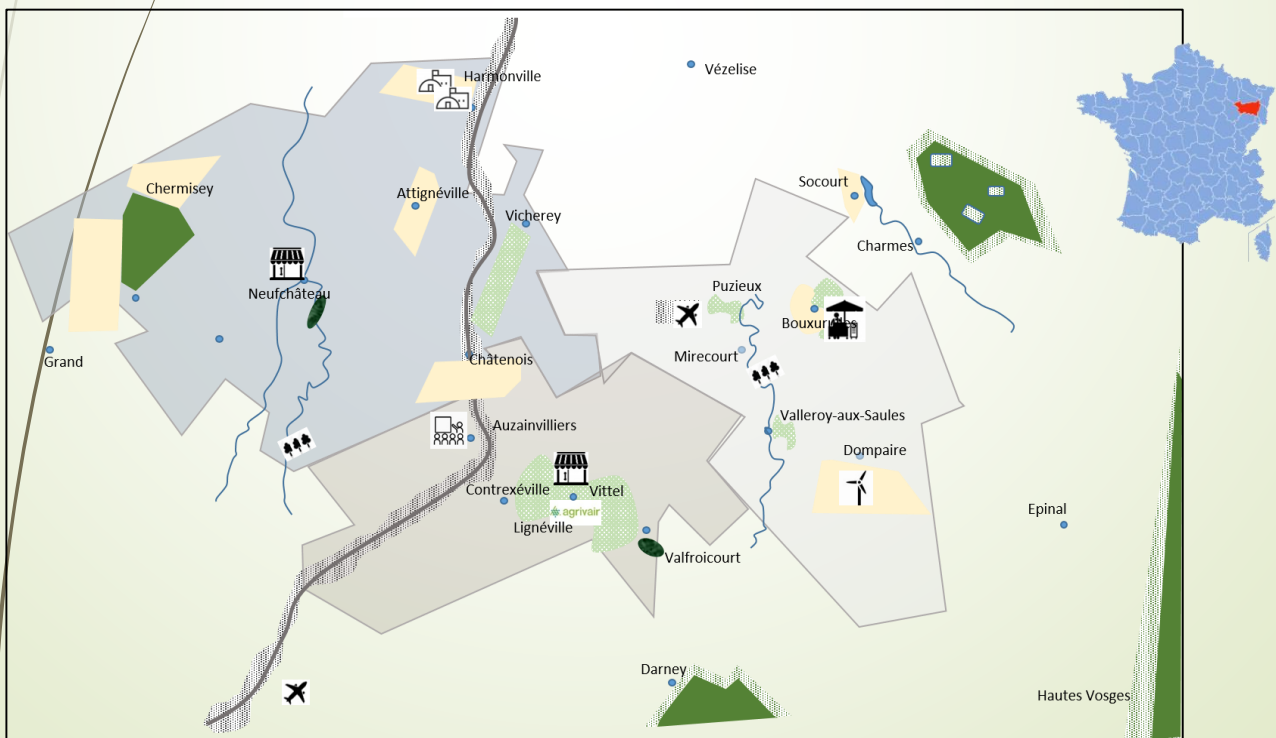 Harmonville
Vézelise
Chermisey
Attignéville
Socourt
Vicherey
Charmes
Neufchâteau
Puzieux
Grand
Châtenois
Mirecourt
Auzainvilliers
Valleroy-aux-Saules
Dompaire
Contrexéville
Vittel
agrivair
Lignéville
Epinal
Valfroicourt
Darney
Hautes Vosges